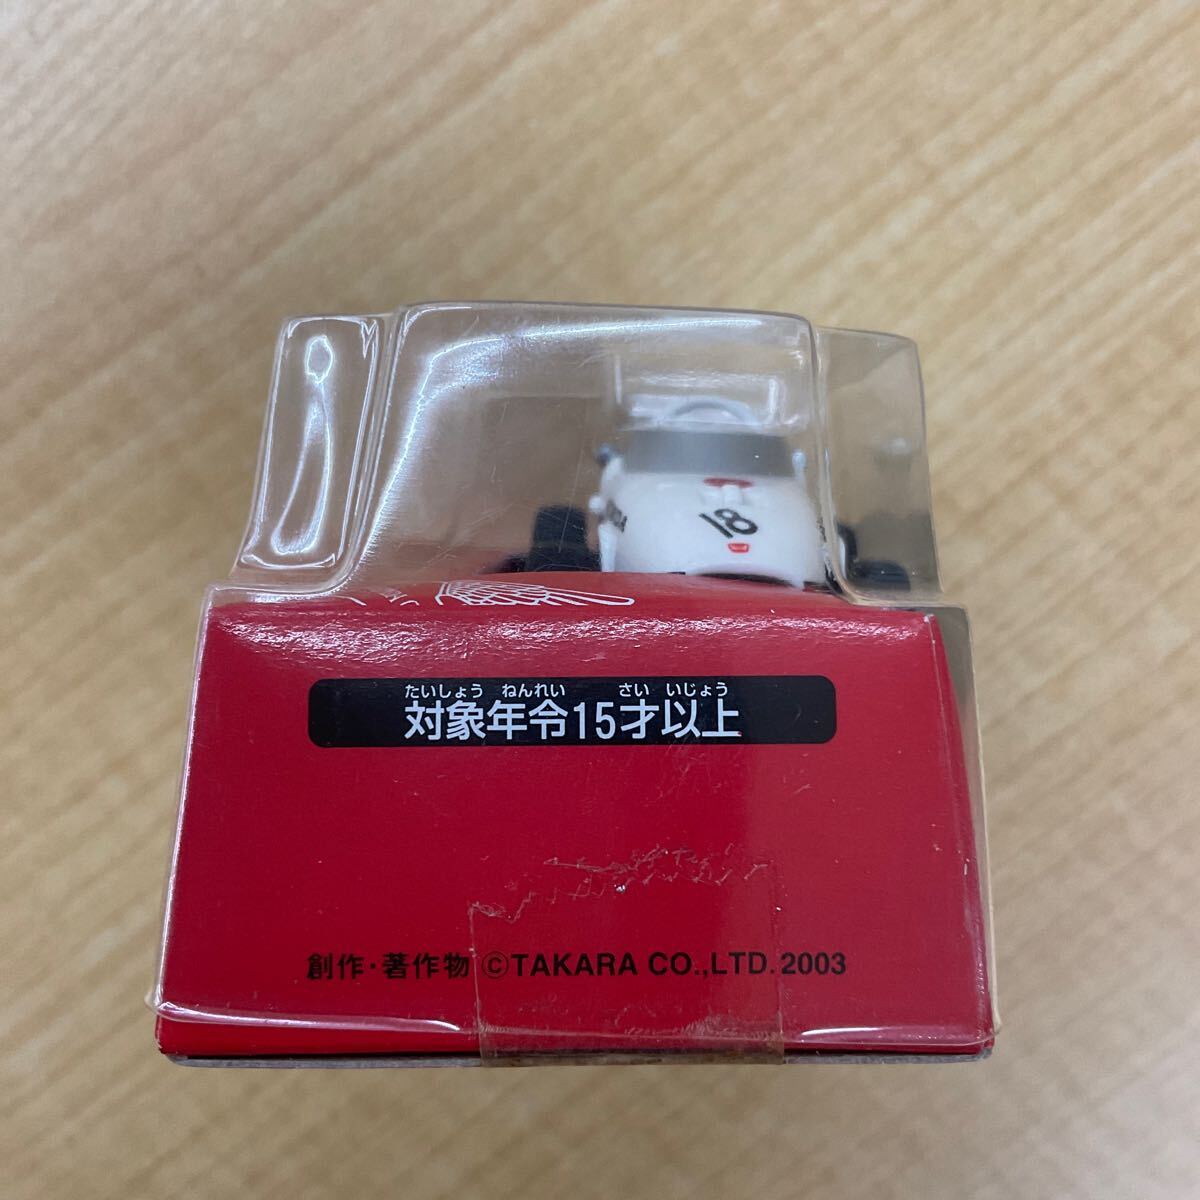 18
たいしょう ねんれい さい いじょう
対象年令15才以上
創作・著作物 ©TAKARA CO.,LTD. 2003